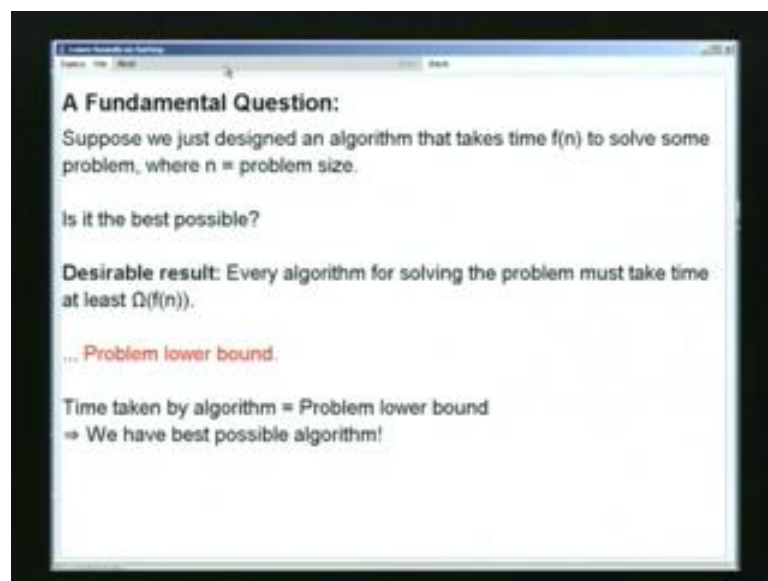 A Fundamental Question:
Suppose we just designed an algorithm that takes time f(n) to solve some
problem, where n = problem size.
Is it the best possible?
Desirable result: Every algorithm for solving the problem must take time
at least Ω(f(n)).
... Problem lower bound.
Time taken by algorithm = Problem lower bound
⇒ We have best possible algorithm!